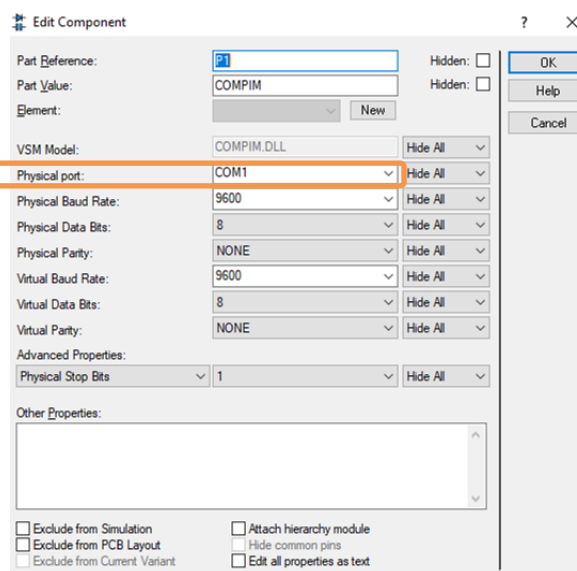 Edit Component
? X
Part Reference: P1 Hidden: OK
Part Value: COMPIM Hidden: Help
Element: New Cancel
VSM Model: COMPIM.DLL Hide All
Physical port: COM1 Hide All
Physical Baud Rate: 9600 Hide All
Physical Data Bits: 8 Hide All
Physical Parity: NONE Hide All
Virtual Baud Rate: 9600 Hide All
Virtual Data Bits: 8 Hide All
Virtual Parity: NONE Hide All
Advanced Properties:
Physical Stop Bits 1 Hide All
Other Properties:
Exclude from Simulation Attach hierarchy module
Exclude from PCB Layout Hide common pins
Exclude from Current Variant Edit all properties as text